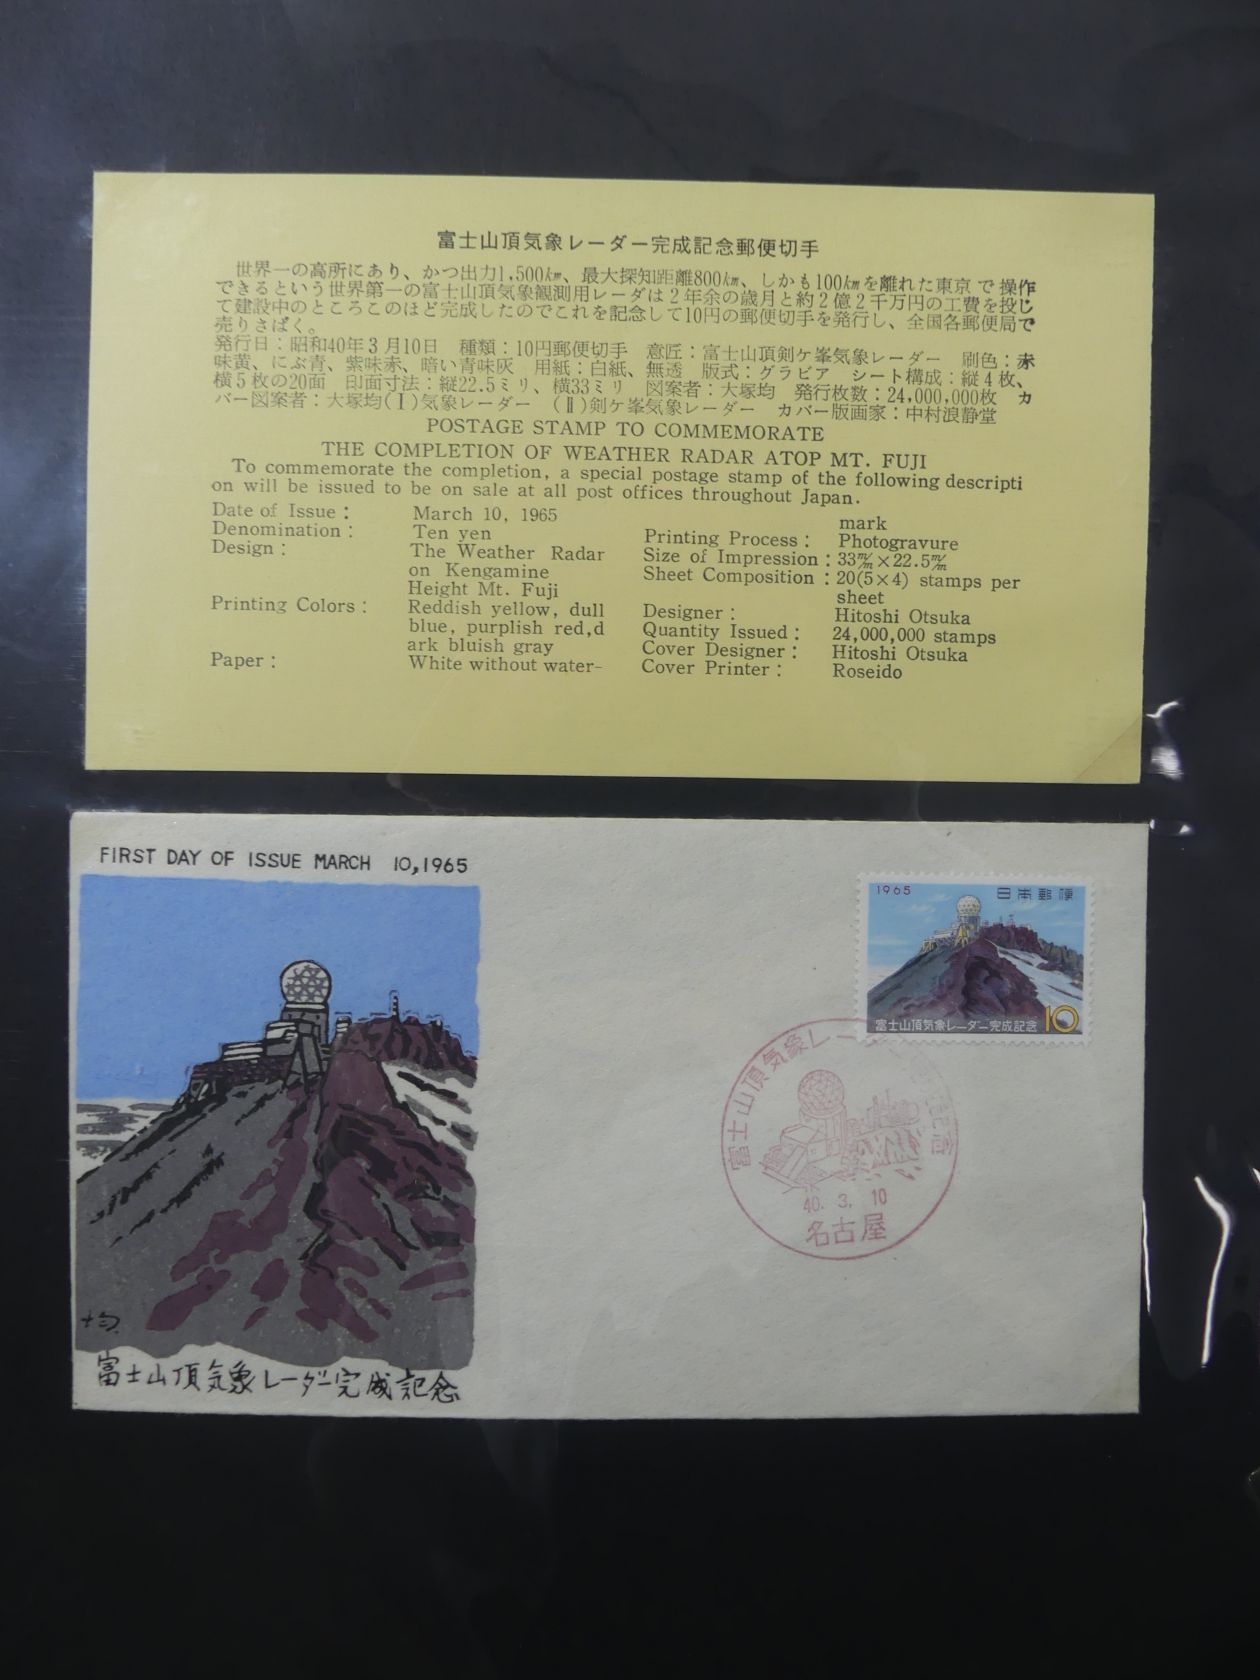 富士山頂気象レーダー完成記念郵便切手
世界一の高所にあり、かつ出力1,500㎞、最大探知距離800㎞、しかも100㎞を離れた東京で操作
できるという世界第一の富士山頂気象観測用レーダは2年余の歳月と約2億2千万円の工費を投じ
て建設中のところこのほど完成したのでこれを記念して10円の郵便切手を発行し、全国各郵便局で
売りさばく。
発行日：昭和40年3月10日 種類：10円郵便切手 意匠：富士山頂剣ケ峯気象レーダー 刷色：赤
味黄、にぶ青、紫味赤、暗い青味灰 用紙：白紙、無透 版式：グラビア シート構成：縦4枚、
横5枚の20面 印面寸法：縦22.5ミリ、横33ミリ 図案者：大塚均 発行枚数：24,000,000枚 カ
バー図案者：大塚均(Ⅰ)気象レーダー (Ⅱ)剣ケ峯気象レーダー カバー版画家：中村浪静堂
POSTAGE STAMP TO COMMEMORATE
THE COMPLETION OF WEATHER RADAR ATOP MT. FUJI
To commemorate the completion, a special postage stamp of the following descripti
on will be issued to be on sale at all post offices throughout Japan.
Date of Issue : March 10, 1965
Denomination : Ten yen
Design : The Weather Radar
on Kengamine
Height Mt. Fuji
Printing Colors : Reddish yellow, dull
blue, purplish red,d
ark bluish gray
Paper : White without water-
mark
Printing Process : Photogravure
Size of Impression : 33㎜×22.5㎜
Sheet Composition : 20(5×4) stamps per
sheet
Designer : Hitoshi Otsuka
Quantity Issued : 24,000,000 stamps
Cover Designer : Hitoshi Otsuka
Cover Printer : Roseido
FIRST DAY OF ISSUE MARCH 10,1965
均
富士山頂気象レーダー完成記念
1965 日本郵便
富士山頂気象レーダー完成記念 10
富士山頂気象レー
40. 3. 10
名古屋